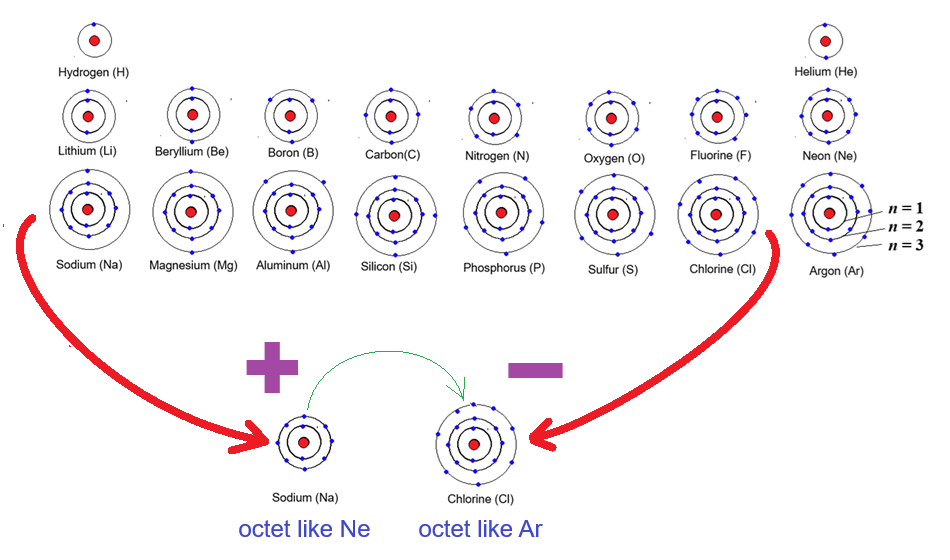 Hydrogen (H)
Helium (He)
Lithium (Li)
Beryllium (Be)
Boron (B)
Carbon(C)
Nitrogen (N)
Oxygen (O)
Fluorine (F)
Neon (Ne)
n = 1
n = 2
n = 3
Sodium (Na)
Magnesium (Mg)
Aluminum (Al)
Silicon (Si)
Phosphorus (P)
Sulfur (S)
Chlorine (Cl)
Argon (Ar)
Sodium (Na)
Chlorine (Cl)
octet like Ne
octet like Ar